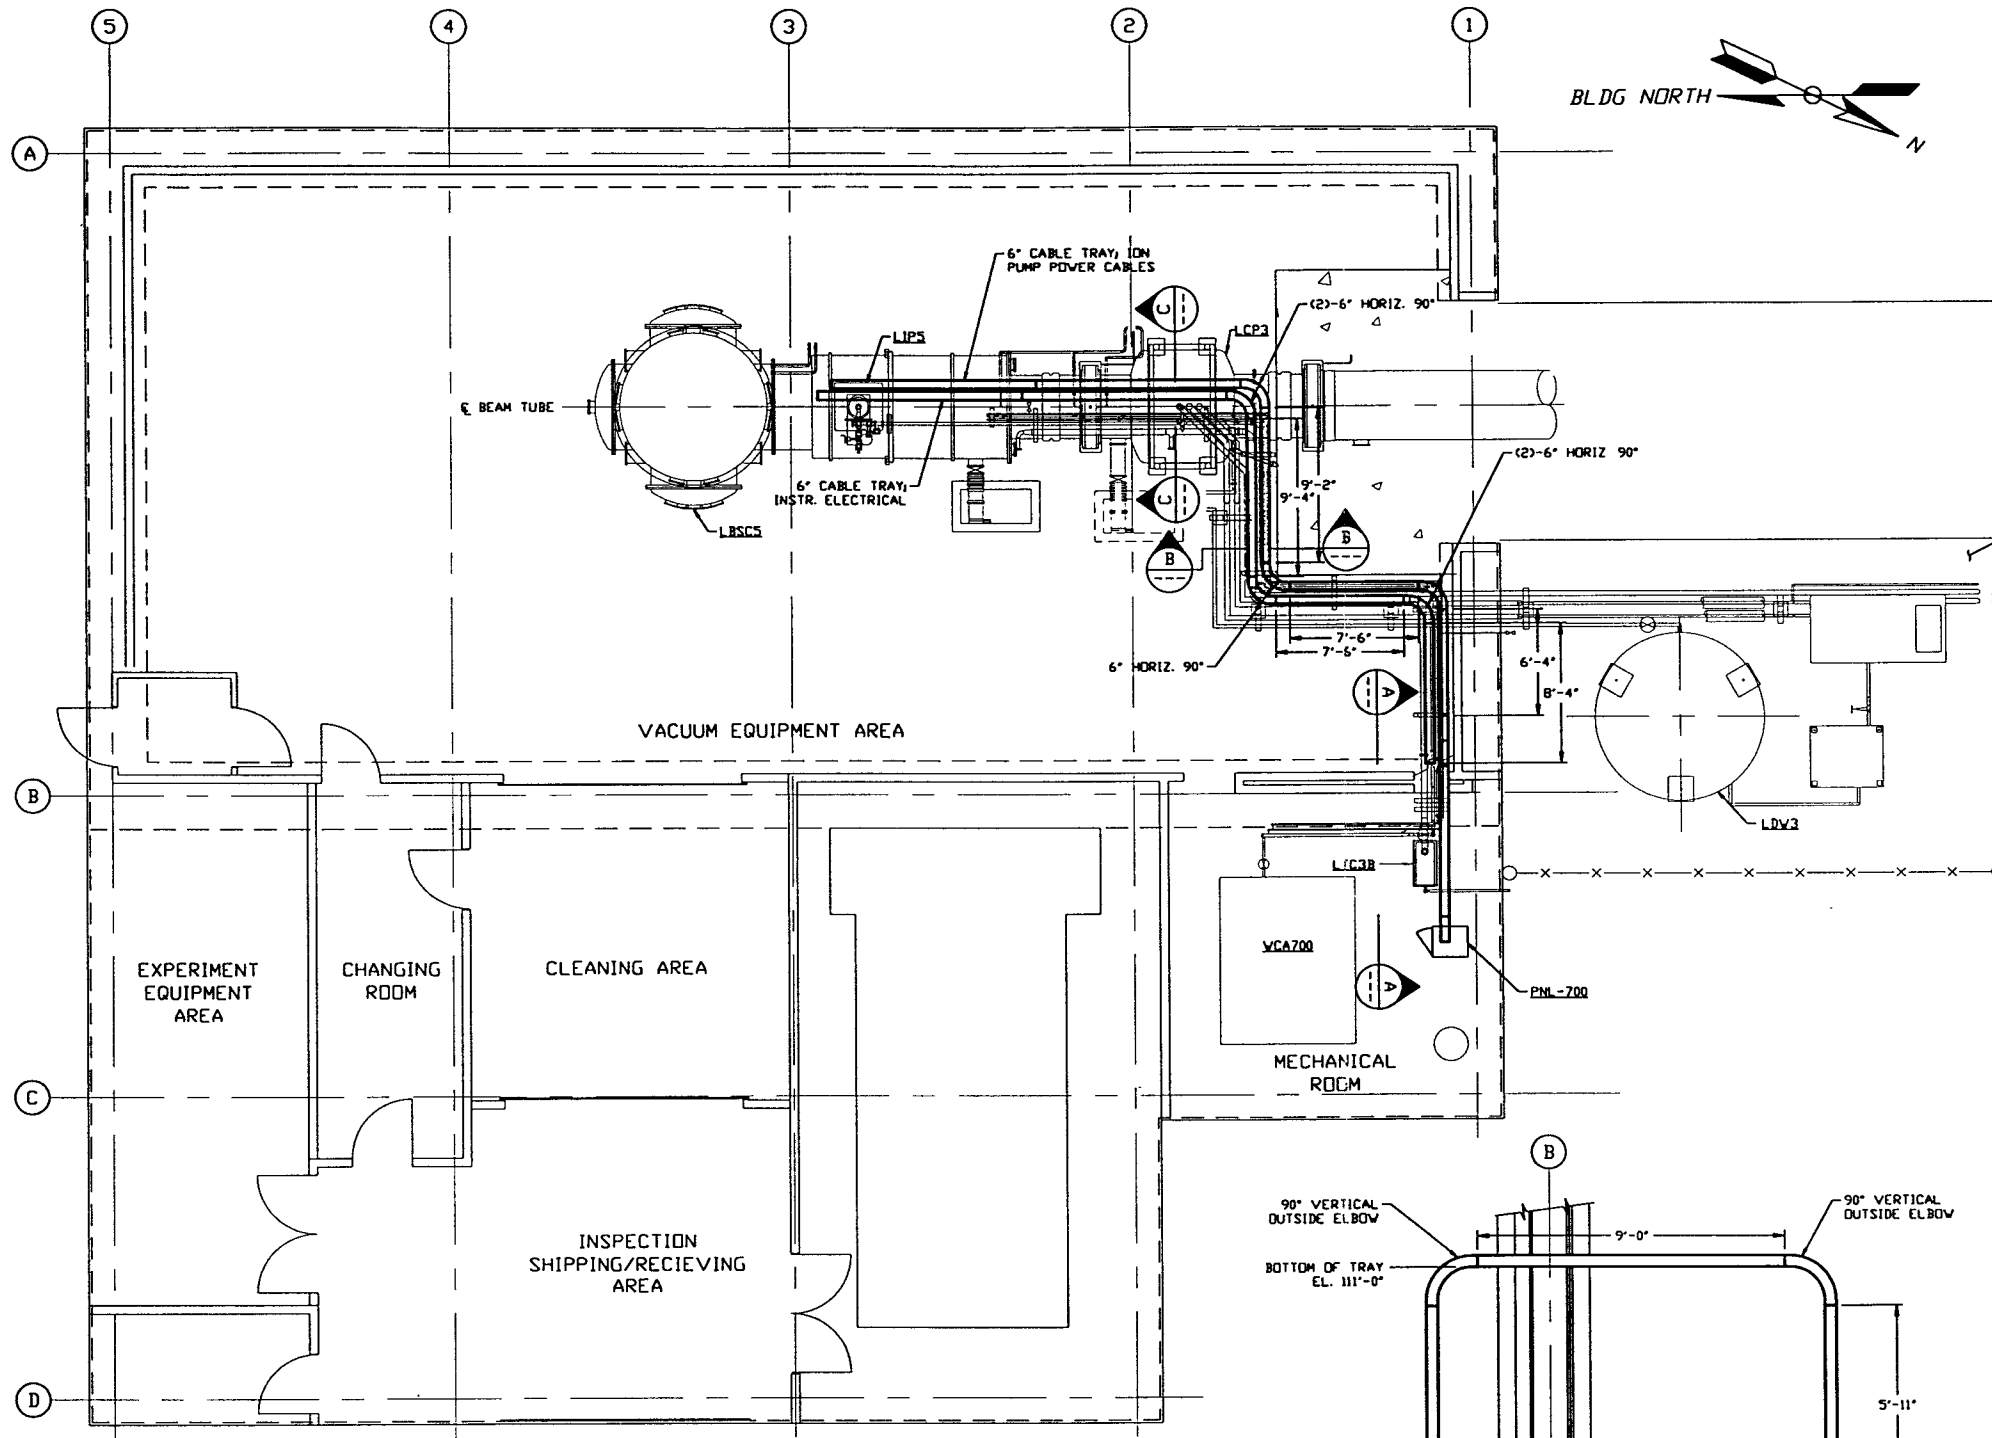 5
4
3
2
1
BLDG NORTH
N
A
6" CABLE TRAY; ION
PUMP POWER CABLES
C
(2)-6" HORIZ. 90°
LIP5
LCP3
℄ BEAM TUBE
(2)-6" HORIZ 90°
6" CABLE TRAY;
INSTR. ELECTRICAL
9'-2"
9'-4"
C
LBSC5
B
B
7'-6"
7'-6"
6" HORIZ. 90°
6'-4"
8'-4"
A
VACUUM EQUIPMENT AREA
B
LDW3
WCA700
EXPERIMENT
EQUIPMENT
AREA
CHANGING
ROOM
CLEANING AREA
A
PNL-700
MECHANICAL
ROOM
C
B
90° VERTICAL
OUTSIDE ELBOW
90° VERTICAL
OUTSIDE ELBOW
9'-0"
BOTTOM OF TRAY
EL. 111'-0"
INSPECTION
SHIPPING/RECIEVING
AREA
D
5'-11"